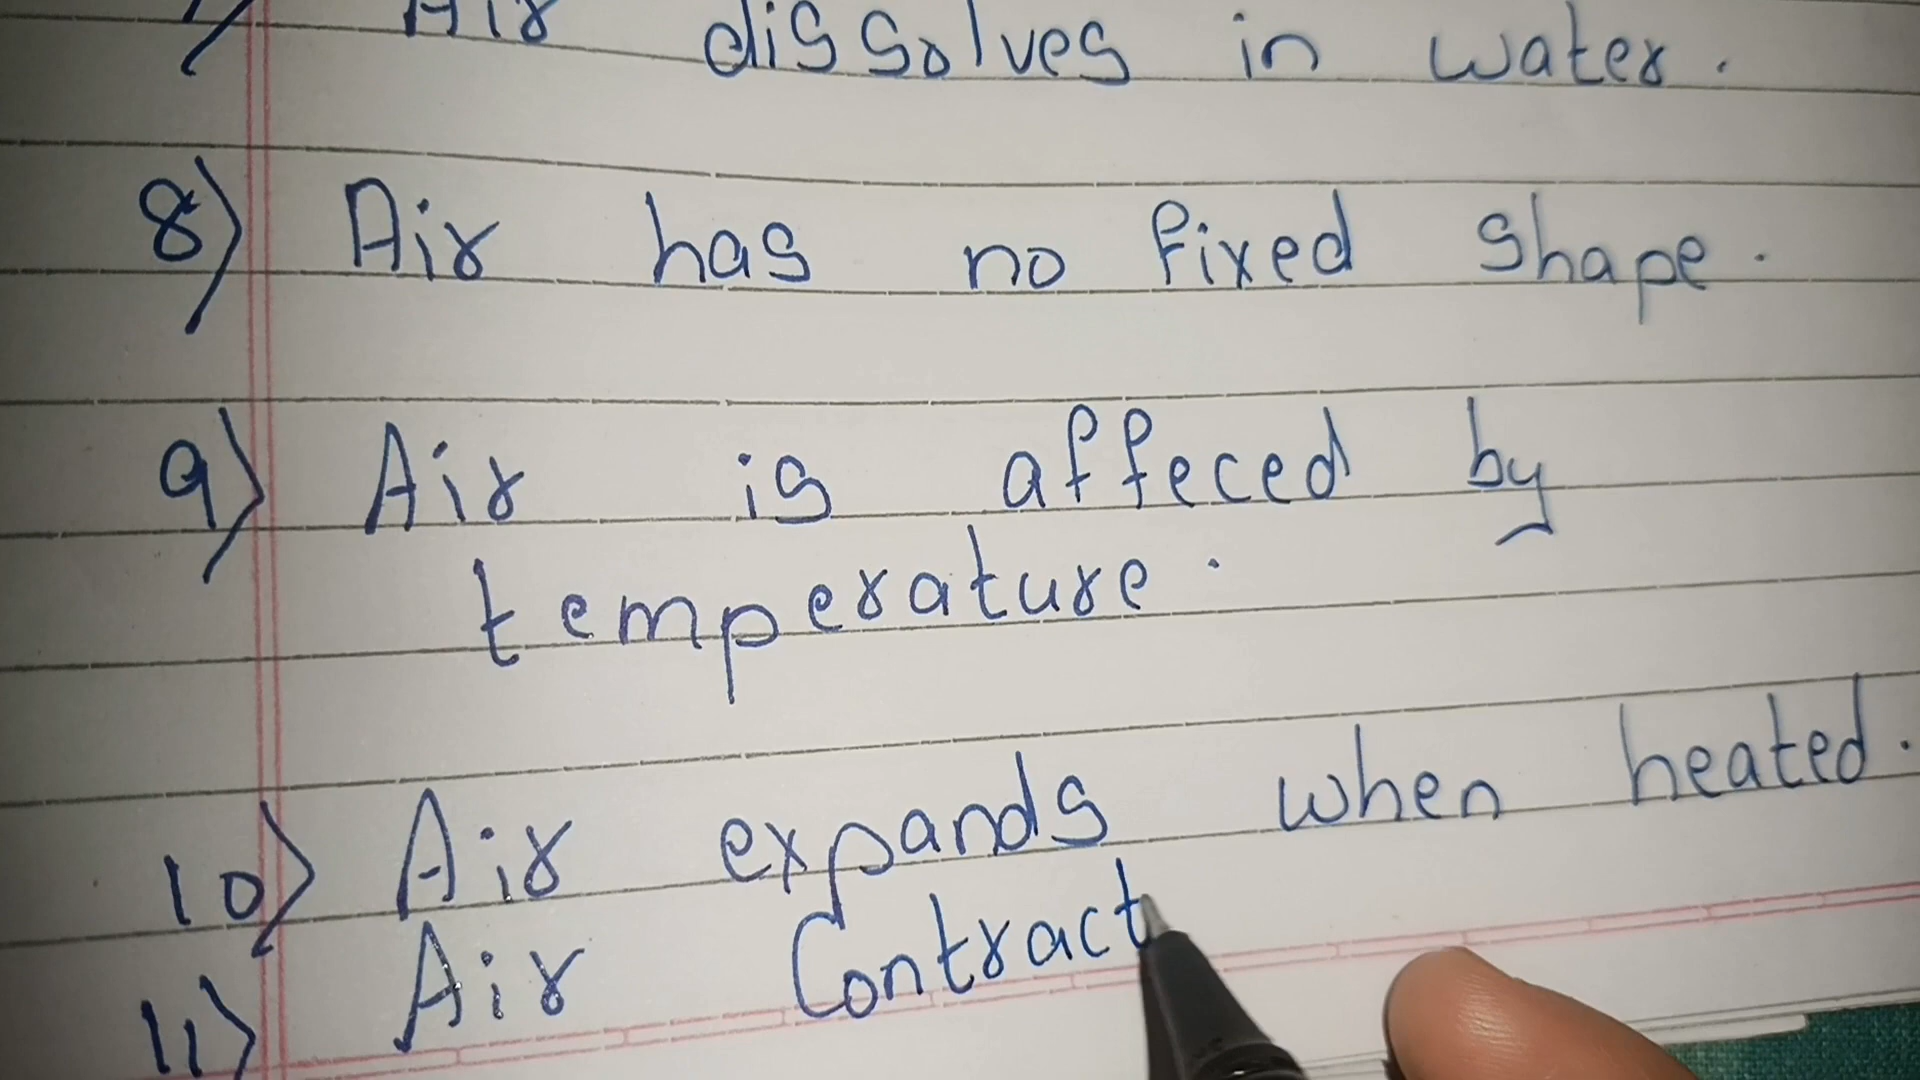 Air dissolves in water.
8) Air has no fixed shape.
9) Air is affeced by
temperature.
10) Air expands when heated.
11) Air Contract